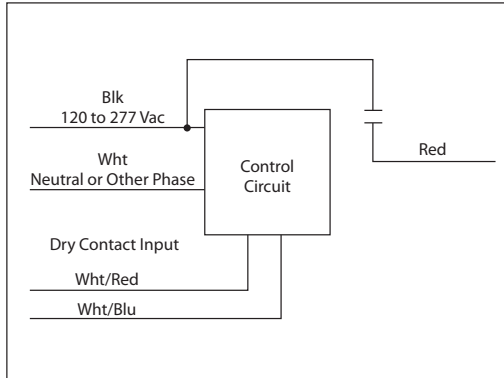 Blk
120 to 277 Vac
Wht
Neutral or Other Phase
Control
Circuit
Red
Dry Contact Input
Wht/Red
Wht/Blu